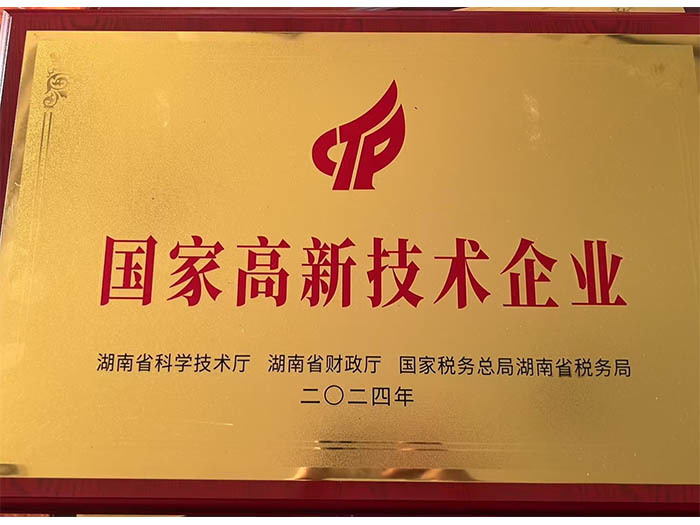 CTP
国家高新技术企业
湖南省科学技术厅 湖南省财政厅 国家税务总局湖南省税务局
二〇二四年